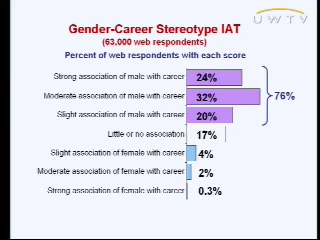 UWTV
Gender-Career Stereotype IAT
(63,000 web respondents)
Percent of web respondents with each score
Strong association of male with career 24%
Moderate association of male with career 32% 76%
Slight association of male with career 20%
Little or no association 17%
Slight association of female with career 4%
Moderate association of female with career 2%
Strong association of female with career 0.3%